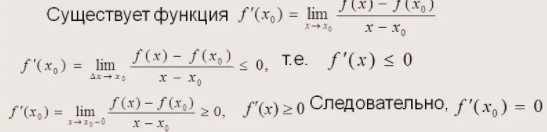 Существует функция f'(x₀) = lim_{x→x₀} (f(x) − f(x₀)) / (x − x₀)
f'(x₀) = lim_{Δx→x₀} (f(x) − f(x₀)) / (x − x₀) ≤ 0, т.е. f'(x) ≤ 0
f'(x₀) = lim_{x→x₀−0} (f(x) − f(x₀)) / (x − x₀) ≥ 0, f'(x) ≥ 0 Следовательно, f'(x₀) = 0